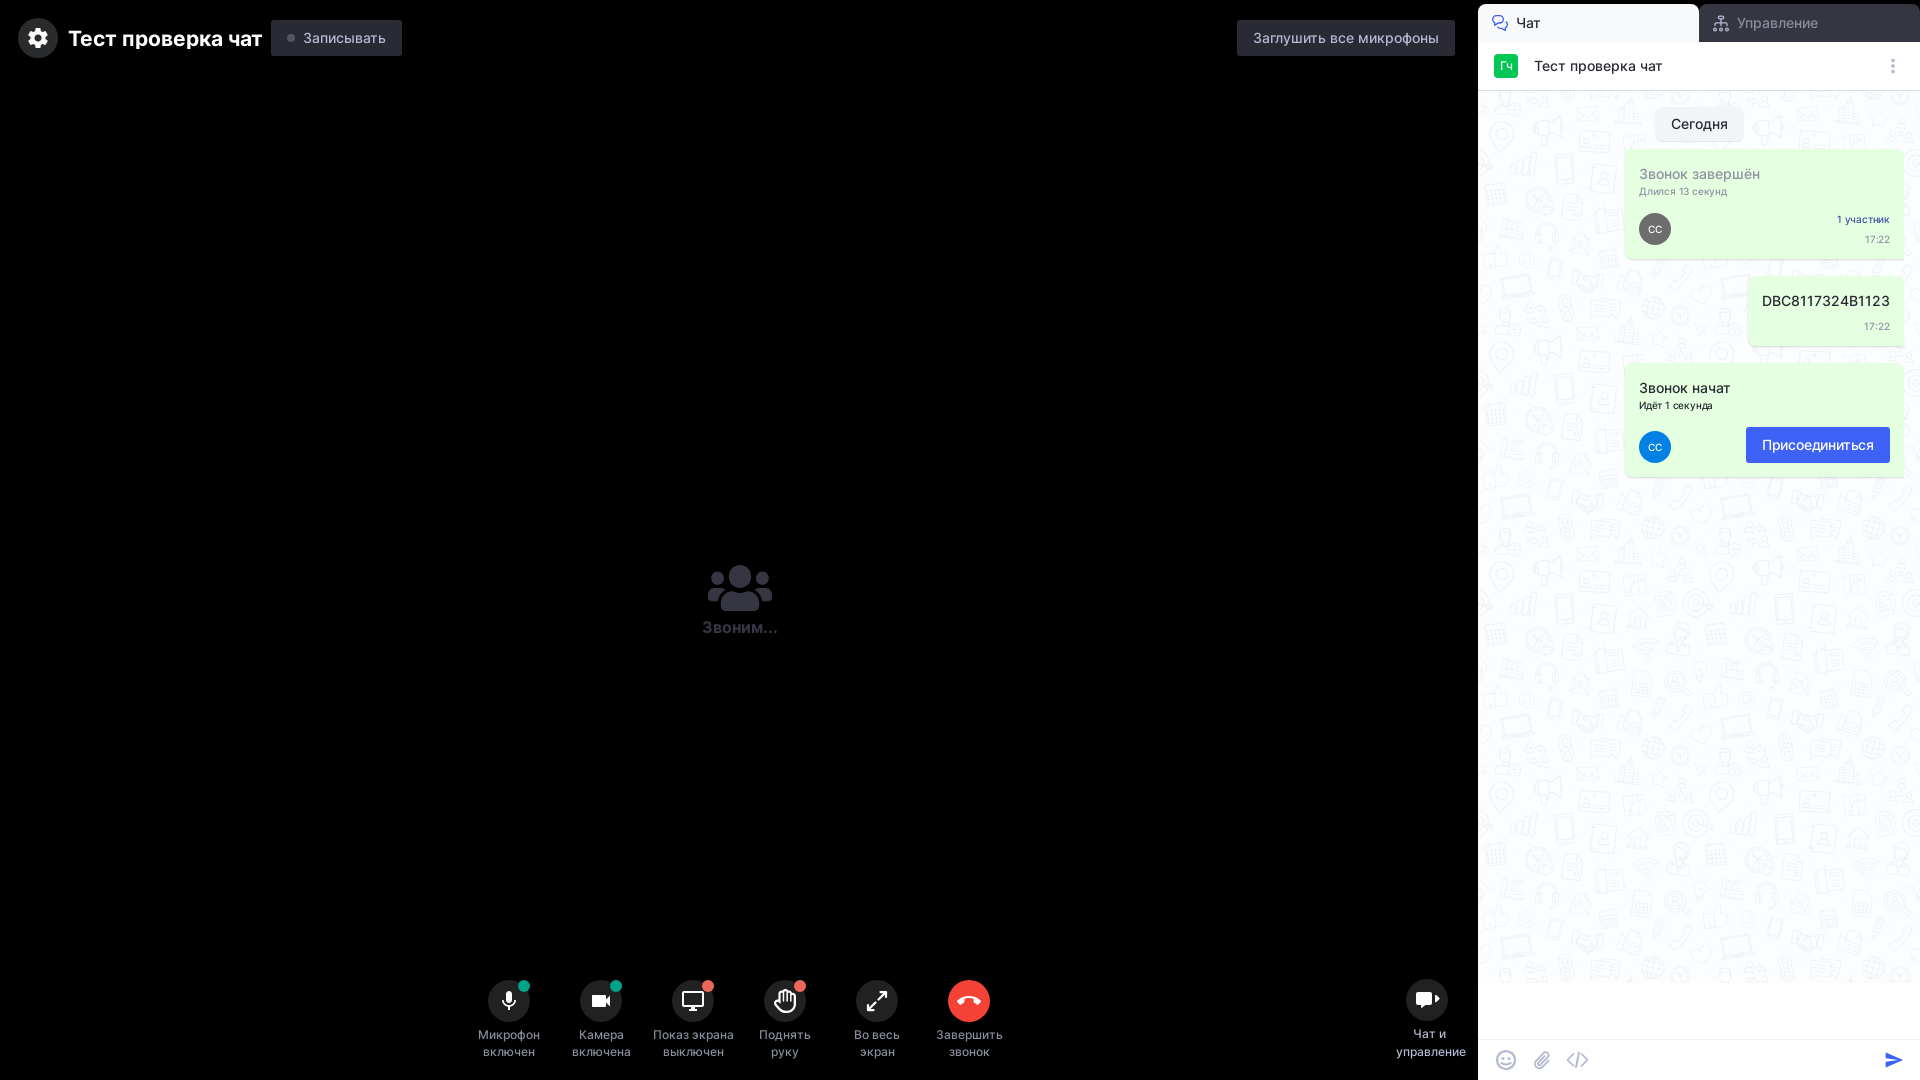 Тест проверка чат
Записывать
Заглушить все микрофоны
Звоним...
Микрофон
включен
Камера
включена
Показ экрана
выключен
Поднять
руку
Во весь
экран
Завершить
звонок
Чат и
управление
Чат
Управление
Гч
Тест проверка чат
Сегодня
Звонок завершён
Длился 13 секунд
СС
1 участник
17:22
DBC8117324B1123
17:22
Звонок начат
Идёт 1 секунда
СС
Присоединиться